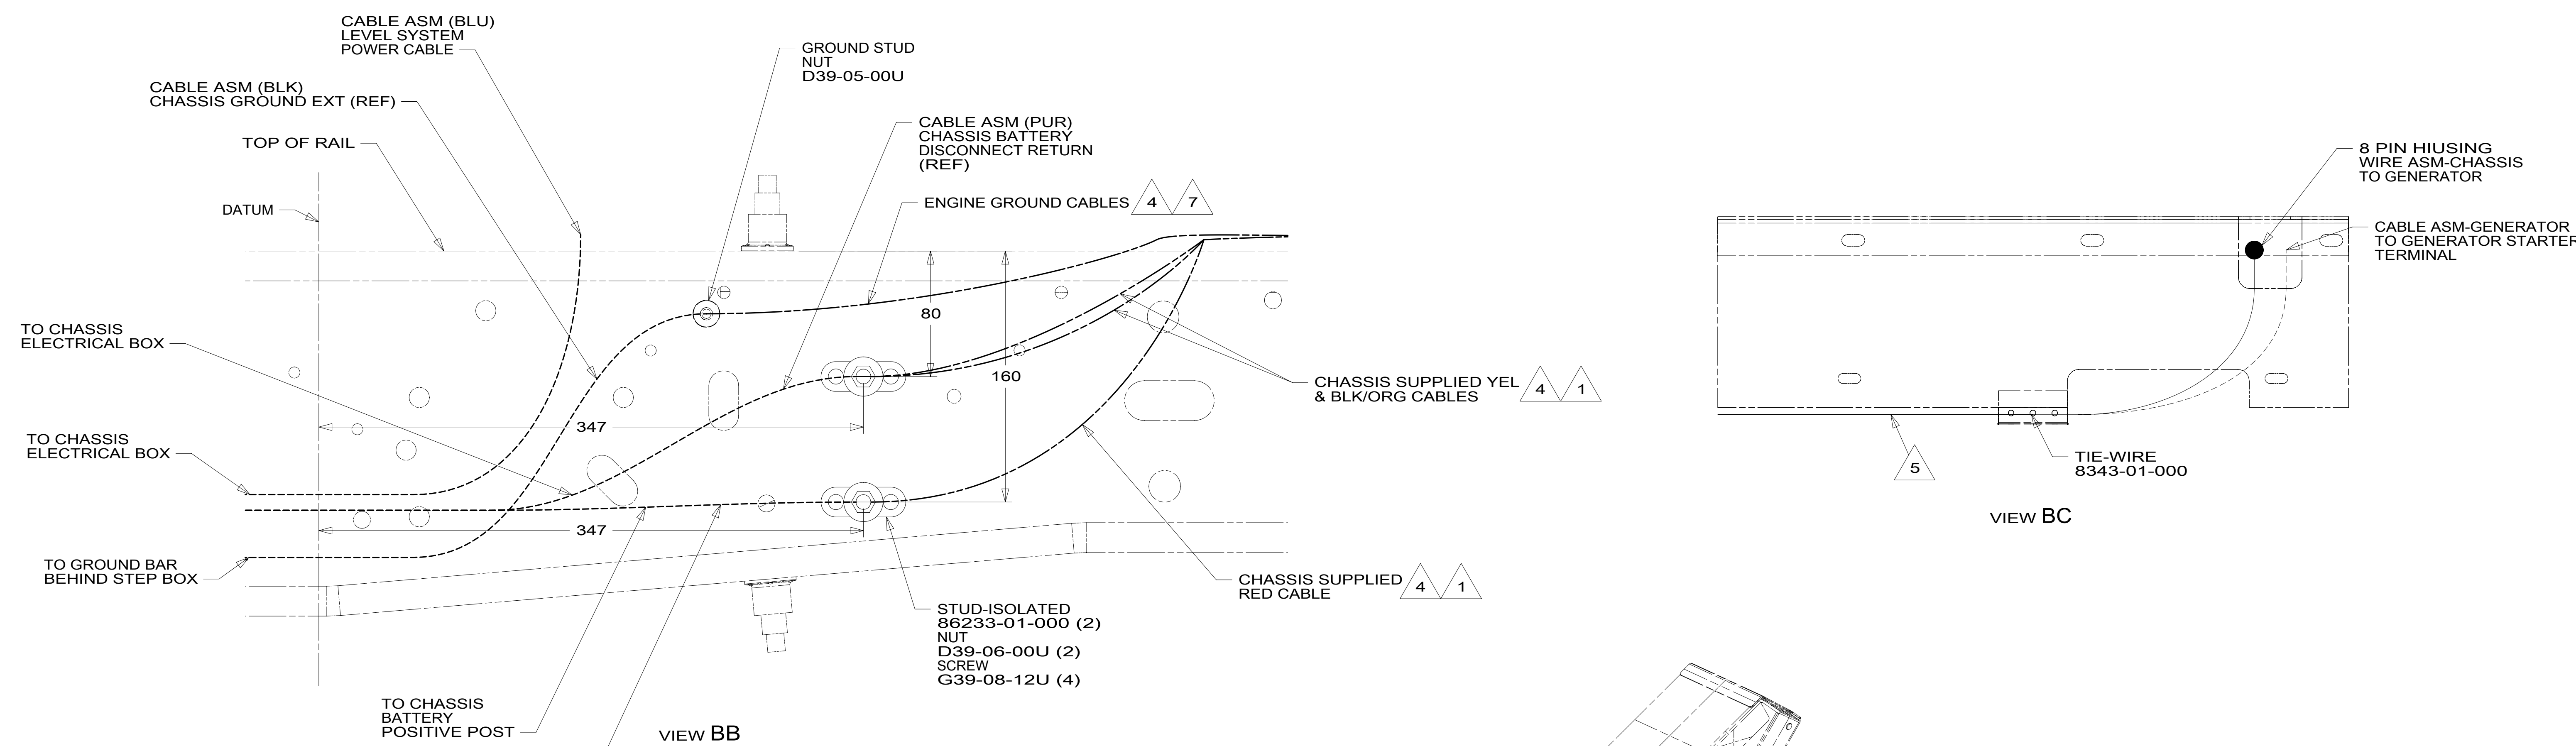 CABLE ASM (BLU)
LEVEL SYSTEM
POWER CABLE
CABLE ASM (BLK)
CHASSIS GROUND EXT (REF)
TOP OF RAIL
DATUM
GROUND STUD
NUT
D39-05-00U
CABLE ASM (PUR)
CHASSIS BATTERY
DISCONNECT RETURN
(REF)
ENGINE GROUND CABLES 4 7
80
160
347
347
TO CHASSIS
ELECTRICAL BOX
TO CHASSIS
ELECTRICAL BOX
TO GROUND BAR
BEHIND STEP BOX
CHASSIS SUPPLIED YEL 4 1
& BLK/ORG CABLES
CHASSIS SUPPLIED 4 1
RED CABLE
STUD-ISOLATED
86233-01-000 (2)
NUT
D39-06-00U (2)
SCREW
G39-08-12U (4)
TO CHASSIS
BATTERY
POSITIVE POST
VIEW BB
8 PIN HIUSING
WIRE ASM-CHASSIS
TO GENERATOR
CABLE ASM-GENERATOR
TO GENERATOR STARTER
TERMINAL
TIE-WIRE
8343-01-000
5
VIEW BC